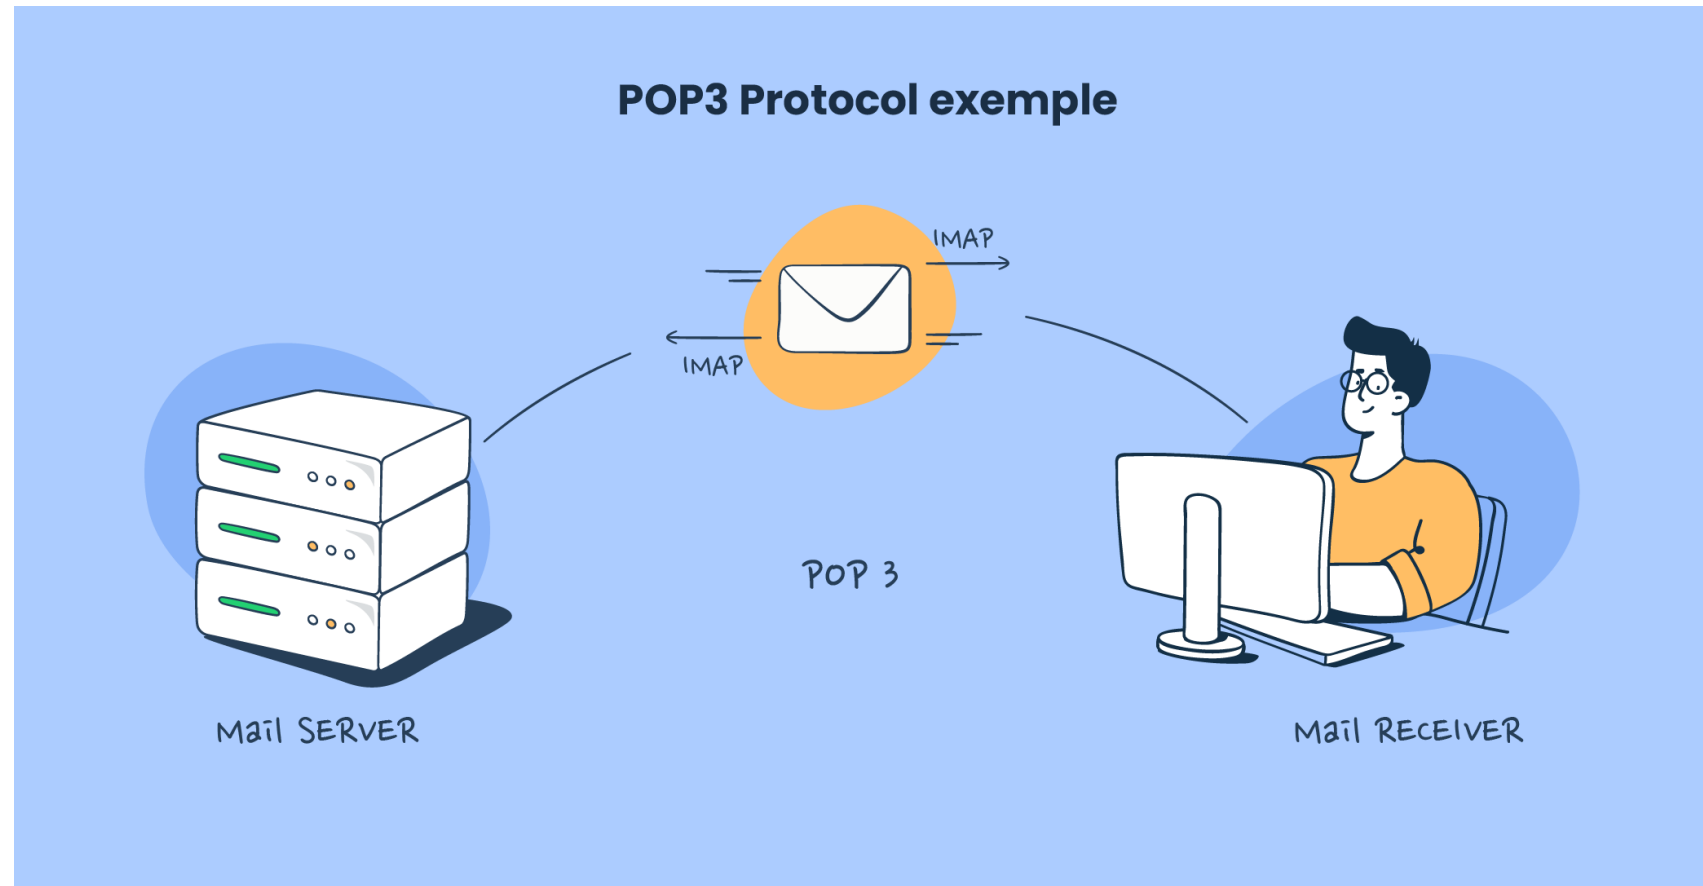 POP3 Protocol exemple
IMAP
IMAP
POP 3
Mail SERVER
Mail RECEIVER